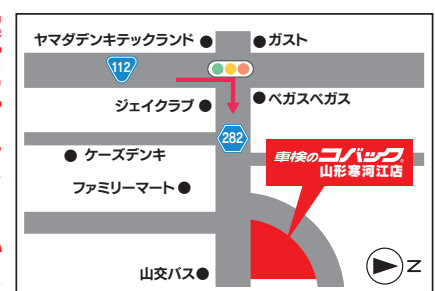 ヤマダデンキテックランド
ガスト
112
ジェイクラブ
ベガスベガス
282
ケーズデンキ
車検のコバック
山形寒河江店
ファミリーマート
山交バス
N